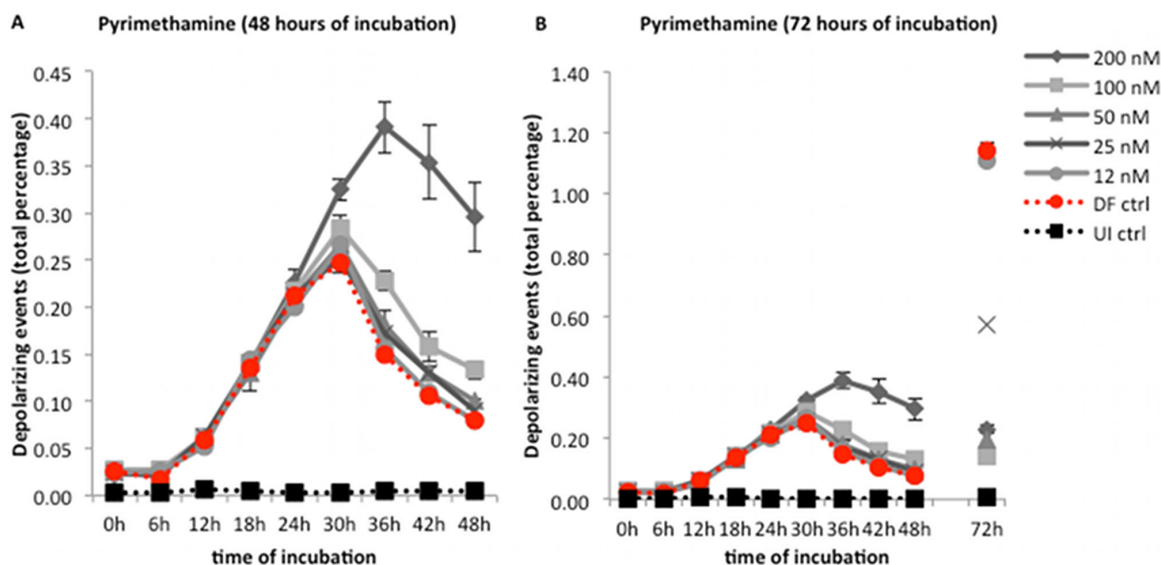 A Pyrimethamine (48 hours of incubation)
B Pyrimethamine (72 hours of incubation)
Depolarizing events (total percentage)
0.45
0.40
0.35
0.30
0.25
0.20
0.15
0.10
0.05
0.00
0h 6h 12h 18h 24h 30h 36h 42h 48h
time of incubation
Depolarizing events (total percentage)
1.40
1.20
1.00
0.80
0.60
0.40
0.20
0.00
0h 6h 12h 18h 24h 30h 36h 42h 48h 72h
time of incubation
200 nM
100 nM
50 nM
25 nM
12 nM
DF ctrl
UI ctrl